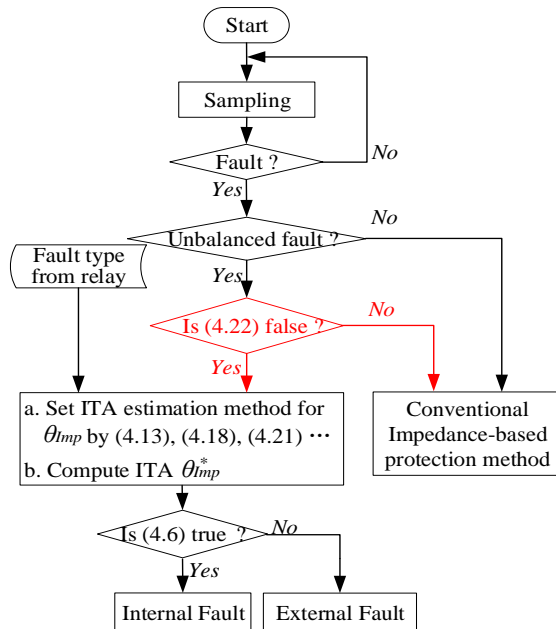 Start
Sampling
Fault ?
No
Yes
Unbalanced fault ?
No
Fault type
from relay
Yes
Is (4.22) false ?
No
Yes
a. Set ITA estimation method for
θImp by (4.13), (4.18), (4.21) ⋯
b. Compute ITA θ*Imp
Conventional
Impedance-based
protection method
Is (4.6) true ?
No
Yes
Internal Fault
External Fault